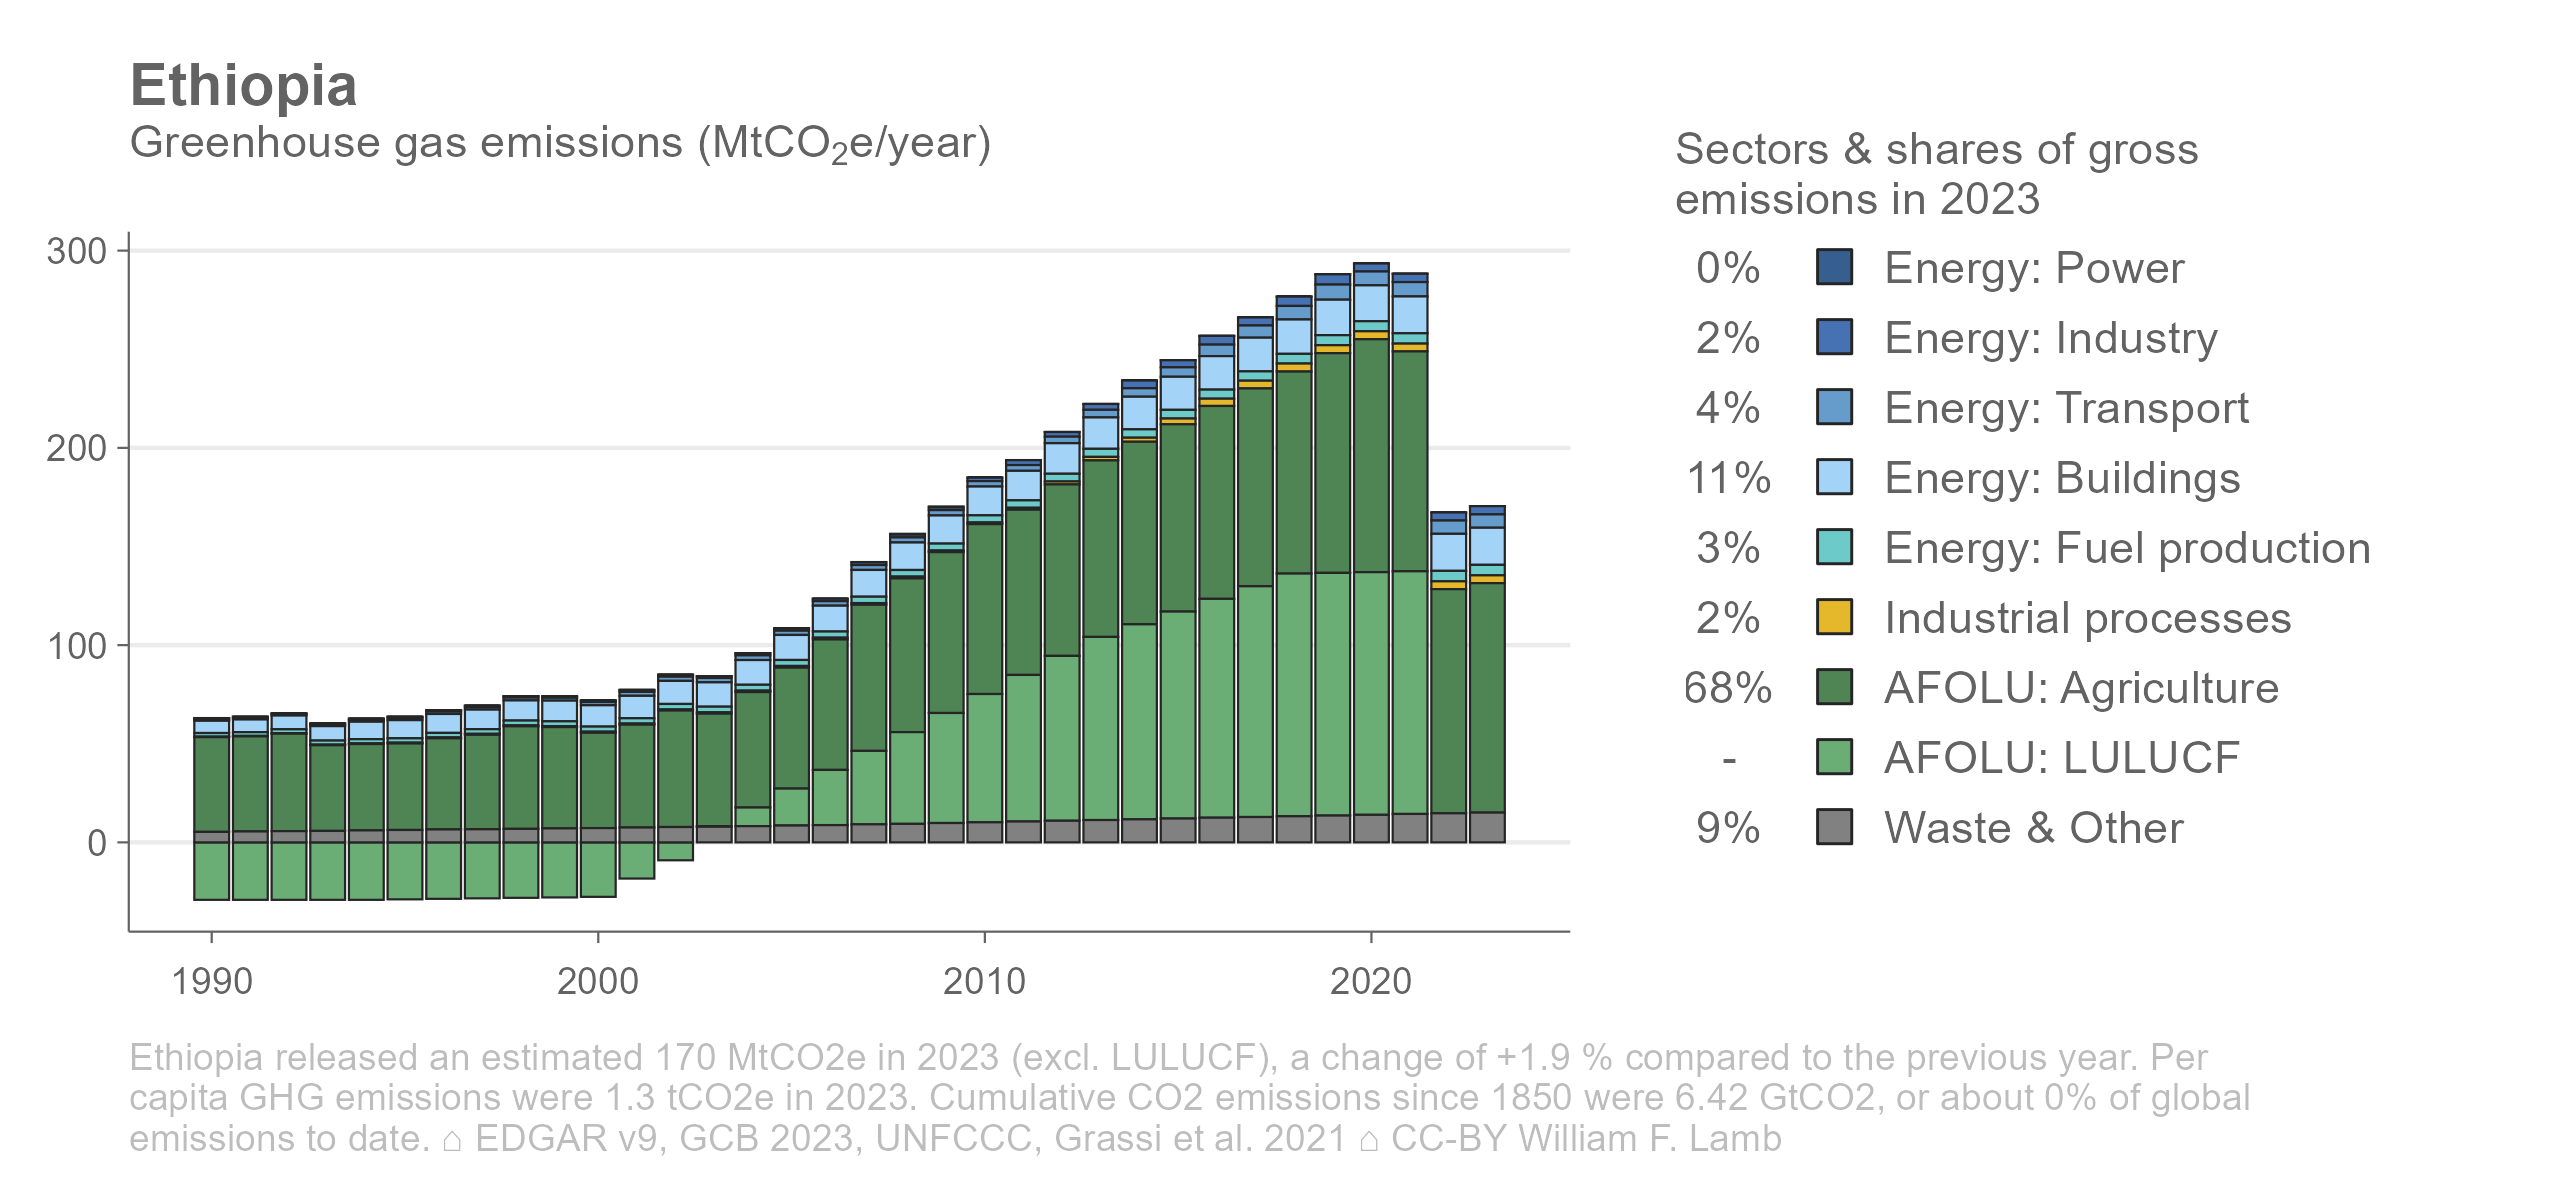 Ethiopia
Greenhouse gas emissions (MtCO₂e/year)
Sectors & shares of gross
emissions in 2023
0% Energy: Power
2% Energy: Industry
4% Energy: Transport
11% Energy: Buildings
3% Energy: Fuel production
2% Industrial processes
68% AFOLU: Agriculture
- AFOLU: LULUCF
9% Waste & Other
300
200
100
0
1990 2000 2010 2020
Ethiopia released an estimated 170 MtCO2e in 2023 (excl. LULUCF), a change of +1.9 % compared to the previous year. Per
capita GHG emissions were 1.3 tCO2e in 2023. Cumulative CO2 emissions since 1850 were 6.42 GtCO2, or about 0% of global
emissions to date. ⌂ EDGAR v9, GCB 2023, UNFCCC, Grassi et al. 2021 ⌂ CC-BY William F. Lamb